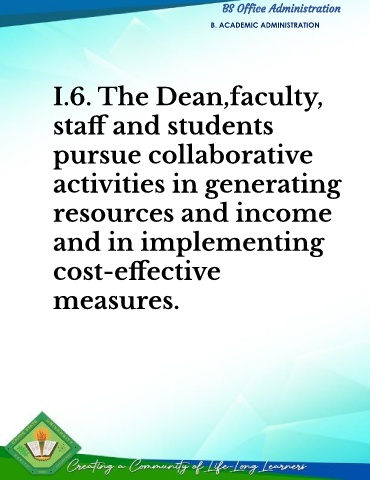 BS Office Administration
B. ACADEMIC ADMINISTRATION
I.6. The Dean,faculty,
staff and students
pursue collaborative
activities in generating
resources and income
and in implementing
cost-effective
measures.
Creating a Community of Life-Long Learners